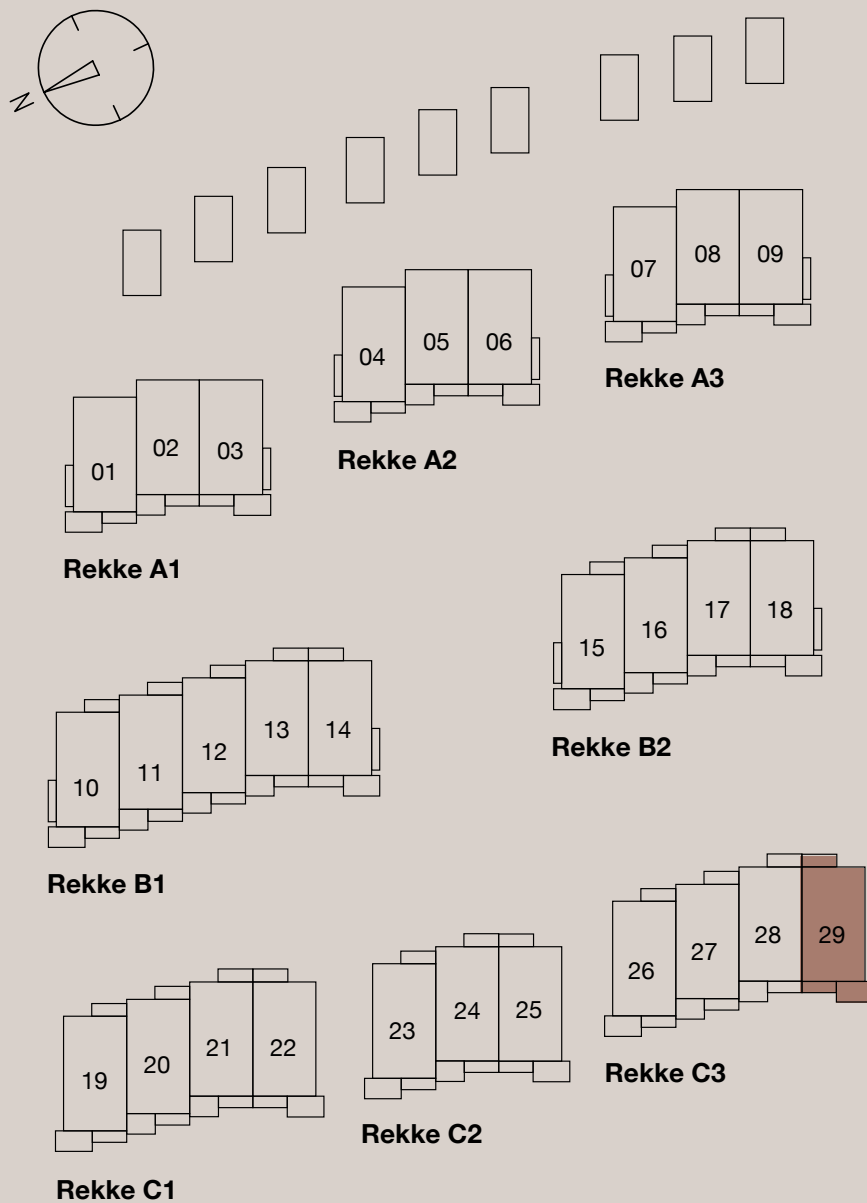 N
07 08 09
04 05 06
Rekke A3
01 02 03
Rekke A2
Rekke A1
15 16 17 18
10 11 12 13 14
Rekke B2
Rekke B1
26 27 28 29
23 24 25
19 20 21 22
Rekke C3
Rekke C2
Rekke C1